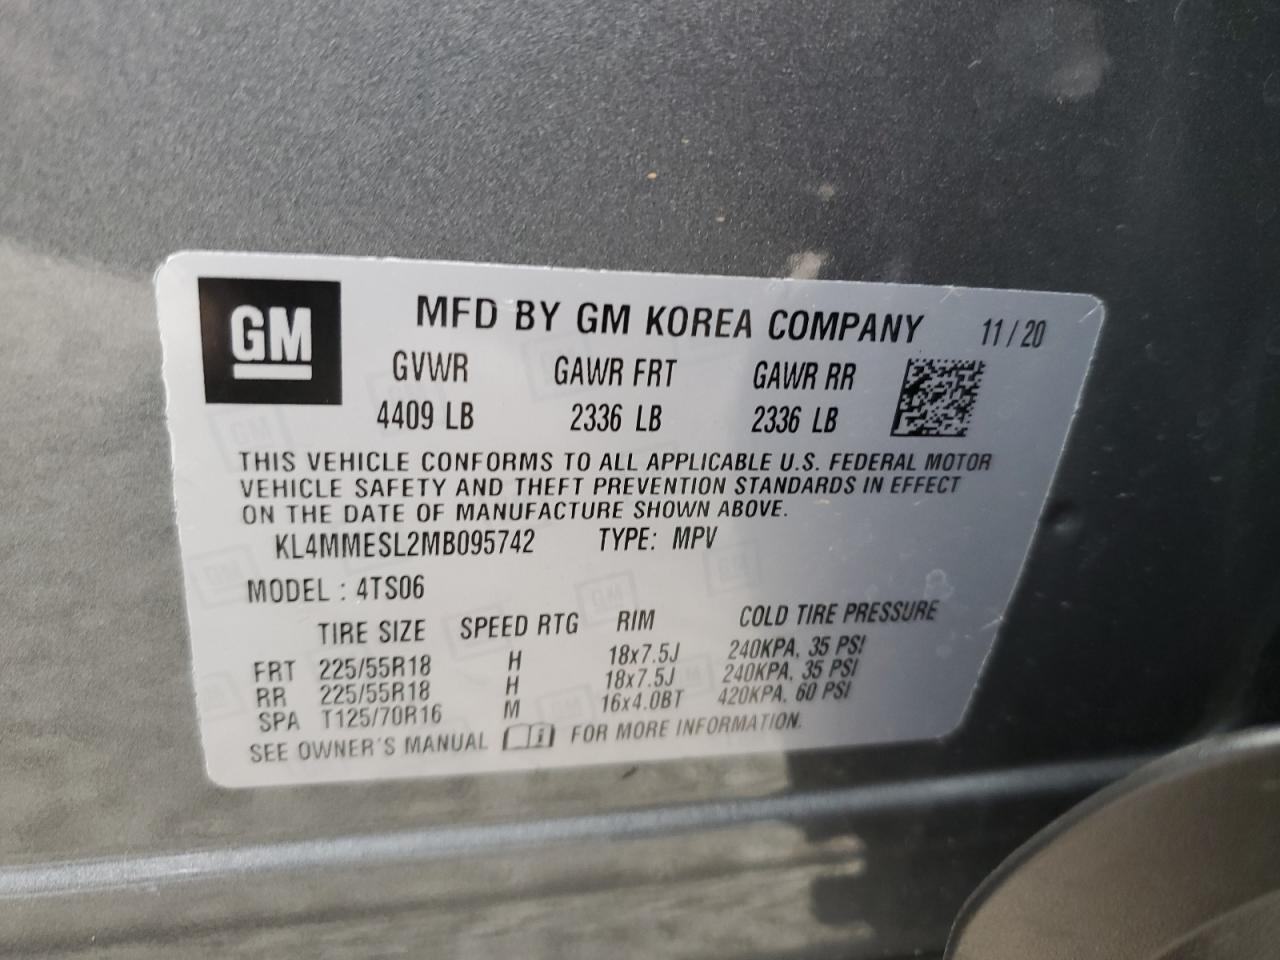 GM
MFD BY GM KOREA COMPANY 11/20
GVWR GAWR FRT GAWR RR
4409 LB 2336 LB 2336 LB
THIS VEHICLE CONFORMS TO ALL APPLICABLE U.S. FEDERAL MOTOR
VEHICLE SAFETY AND THEFT PREVENTION STANDARDS IN EFFECT
ON THE DATE OF MANUFACTURE SHOWN ABOVE.
KL4MMESL2MB095742 TYPE: MPV
MODEL : 4TS06
TIRE SIZE SPEED RTG RIM COLD TIRE PRESSURE
FRT 225/55R18 H 18x7.5J 240KPA, 35 PSI
RR 225/55R18 H 18x7.5J 240KPA, 35 PSI
SPA T125/70R16 M 16x4.0BT 420KPA, 60 PSI
SEE OWNER'S MANUAL FOR MORE INFORMATION.